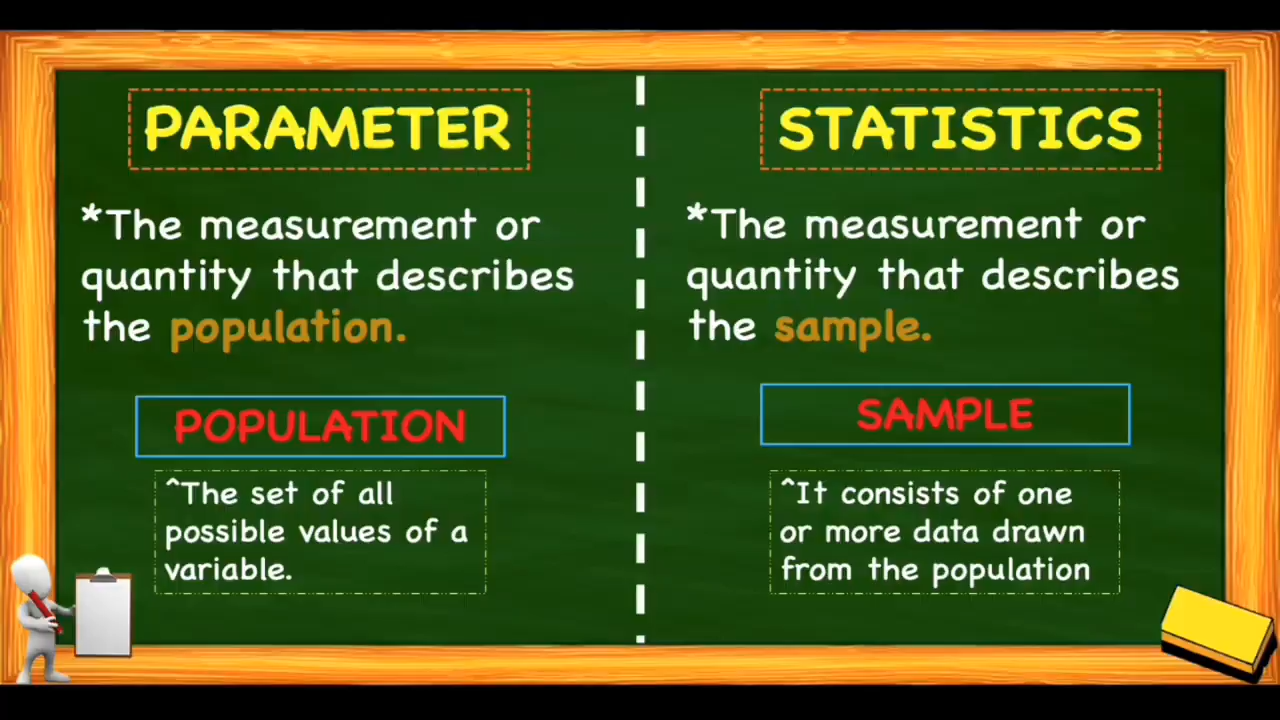 PARAMETER
*The measurement or
quantity that describes
the population.
POPULATION
^The set of all
possible values of a
variable.
STATISTICS
*The measurement or
quantity that describes
the sample.
SAMPLE
^It consists of one
or more data drawn
from the population